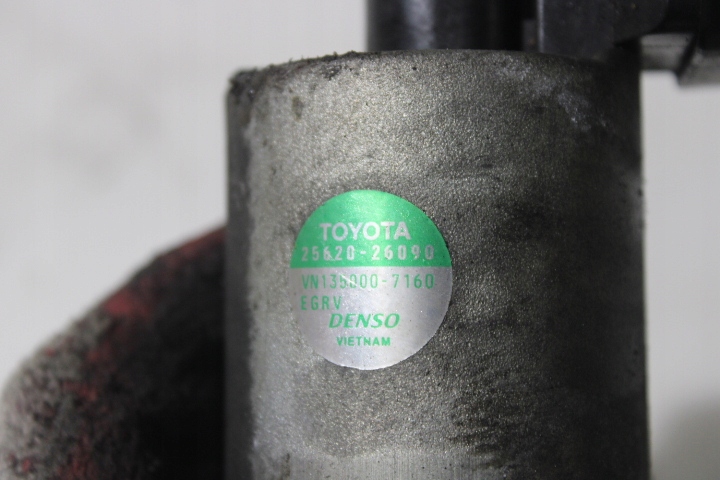 TOYOTA
25620-26090
VN135000-7160
EGRV
DENSO
VIETNAM